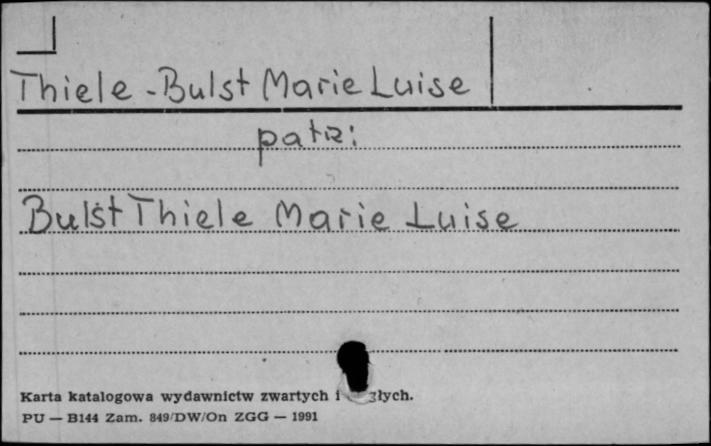 Thiele-Bulst Marie Luise
patrz:
Bulst Thiele Marie Luise
Karta katalogowa wydawnictw zwartych i głych.
PU — B144 Zam. 849/DW/On ZGG — 1991